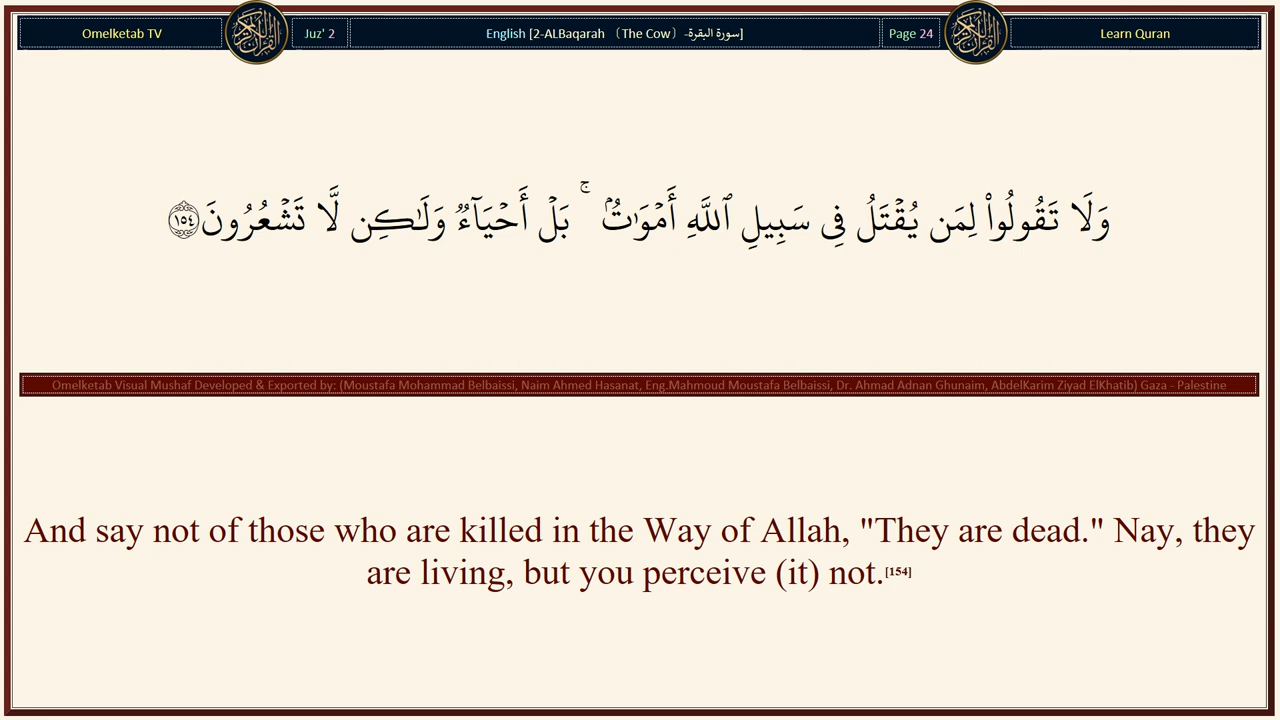 Omelketab TV
Juz' 2
English [2-ALBaqarah （The Cow） -سورة البقرة]
Page 24
Learn Quran
وَلَا تَقُولُوا۟ لِمَن يُقْتَلُ فِى سَبِيلِ ٱللَّهِ أَمْوَٰتٌۢ ۚ بَلْ أَحْيَآءٌۭ وَلَـٰكِن لَّا تَشْعُرُونَ ١٥٤
Omelketab Visual Mushaf Developed & Exported by: (Moustafa Mohammad Belbaissi, Naim Ahmed Hasanat, Eng.Mahmoud Moustafa Belbaissi, Dr. Ahmad Adnan Ghunaim, AbdelKarim Ziyad ElKhatib) Gaza - Palestine
And say not of those who are killed in the Way of Allah, "They are dead." Nay, they
are living, but you perceive (it) not.[154]